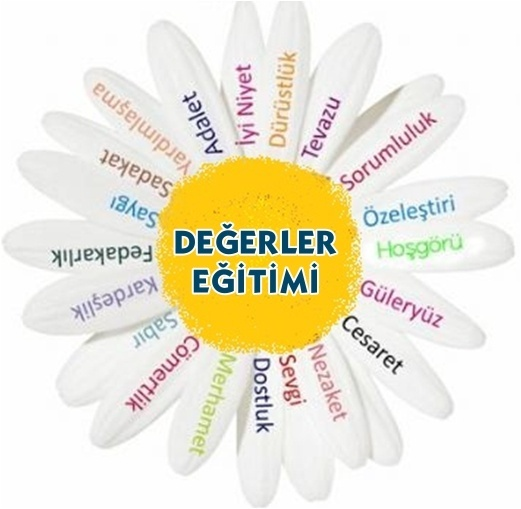 DEĞERLER
EĞİTİMİ
İyi Niyet
Dürüstlük
Tevazu
Sorumluluk
Özeleştiri
Hoşgörü
Güleryüz
Cesaret
Nezaket
Sevgi
Dostluk
Merhamet
Cömertlik
Sabır
Kardeşlik
Fedakarlık
Saygı
Sadakat
Yardımlaşma
Adalet